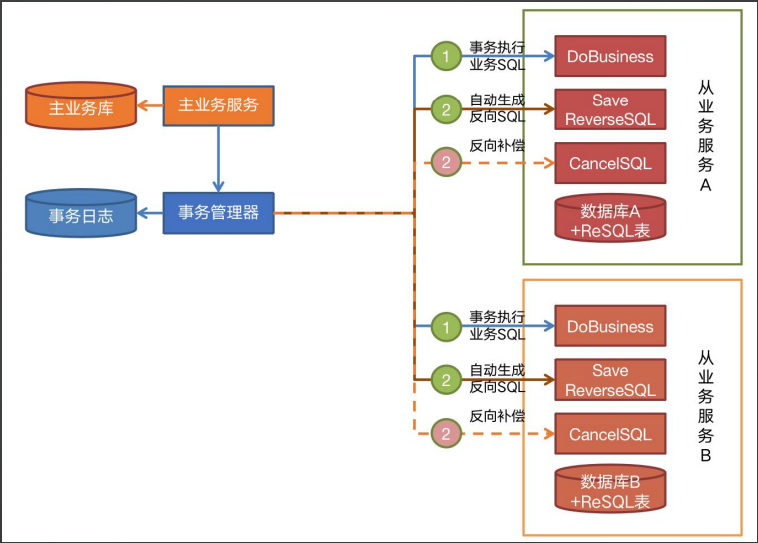 主业务库
主业务服务
事务日志
事务管理器
1
事务执行
业务SQL
DoBusiness
2
自动生成
反向SQL
Save
ReverseSQL
2
反向补偿
CancelSQL
数据库A
+ReSQL表
从
业
务
服
务
A
1
事务执行
业务SQL
DoBusiness
2
自动生成
反向SQL
Save
ReverseSQL
2
反向补偿
CancelSQL
数据库B
+ReSQL表
从
业
务
服
务
B